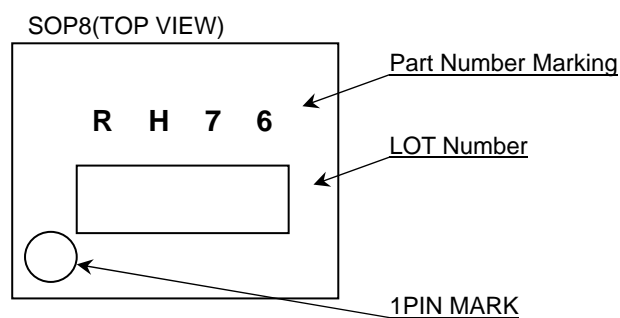 SOP8(TOP VIEW)
Part Number Marking
R H 7 6
LOT Number
1PIN MARK